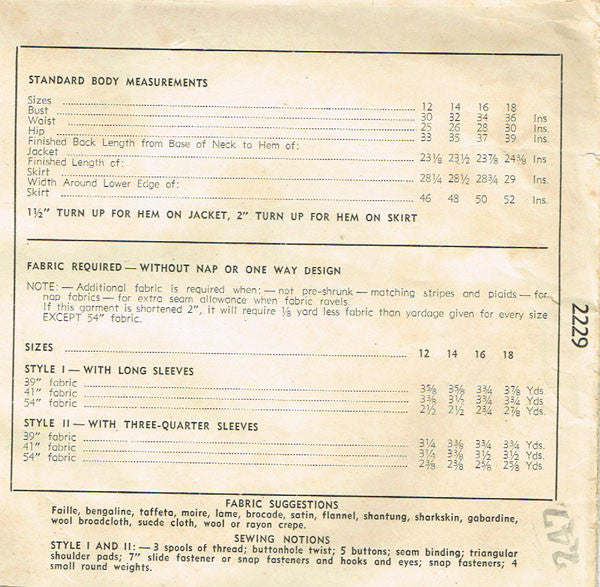 STANDARD BODY MEASUREMENTS
Sizes 12 14 16 18
Bust 30 32 34 36 Ins
Waist 25 26 28 30 Ins.
Hip 33 35 37 39 Ins.
Finished Back Length from Base of Neck to Hem of:
Jacket 23⅛ 23½ 23⅞ 24⅜ Ins
Finished Length of:
Skirt 28¼ 28½ 28¾ 29 Ins.
Width Around Lower Edge of:
Skirt 46 48 50 52 Ins.
1½" TURN UP FOR HEM ON JACKET, 2" TURN UP FOR HEM ON SKIRT
FABRIC REQUIRED — WITHOUT NAP OR ONE WAY DESIGN
NOTE: — Additional fabric is required when: — not pre-shrunk — matching stripes and plaids — for
nap fabrics — for extra seam allowance when fabric ravels.
If this garment is shortened 2", it will require ⅛ yard less fabric than yardage given for every size
EXCEPT 54" fabric.
SIZES 12 14 16 18
STYLE I — WITH LONG SLEEVES
39" fabric 3⅝ 3⅝ 3¾ 3⅞ Yds.
41" fabric 3⅜ 3½ 3¾ 3¾ Yds.
54" fabric 2½ 2½ 2¾ 2⅞ Yds.
STYLE II — WITH THREE-QUARTER SLEEVES
39" fabric 3¼ 3⅜ 3¾ 3¾ Yds.
41" fabric 3¼ 3⅜ 3½ 3½ Yds.
54" fabric 2⅜ 2⅜ 2⅝ 2⅝ Yds.
FABRIC SUGGESTIONS
Faille, bengaline, taffeta, moire, lame, brocade, satin, flannel, shantung, sharkskin, gabardine,
wool broadcloth, suede cloth, wool or rayon crepe.
SEWING NOTIONS
STYLE I AND II: — 3 spools of thread; buttonhole twist; 5 buttons; seam binding; triangular
shoulder pads; 7" slide fastener or snap fasteners and hooks and eyes; snap fasteners; 4
small round weights.
2229
247